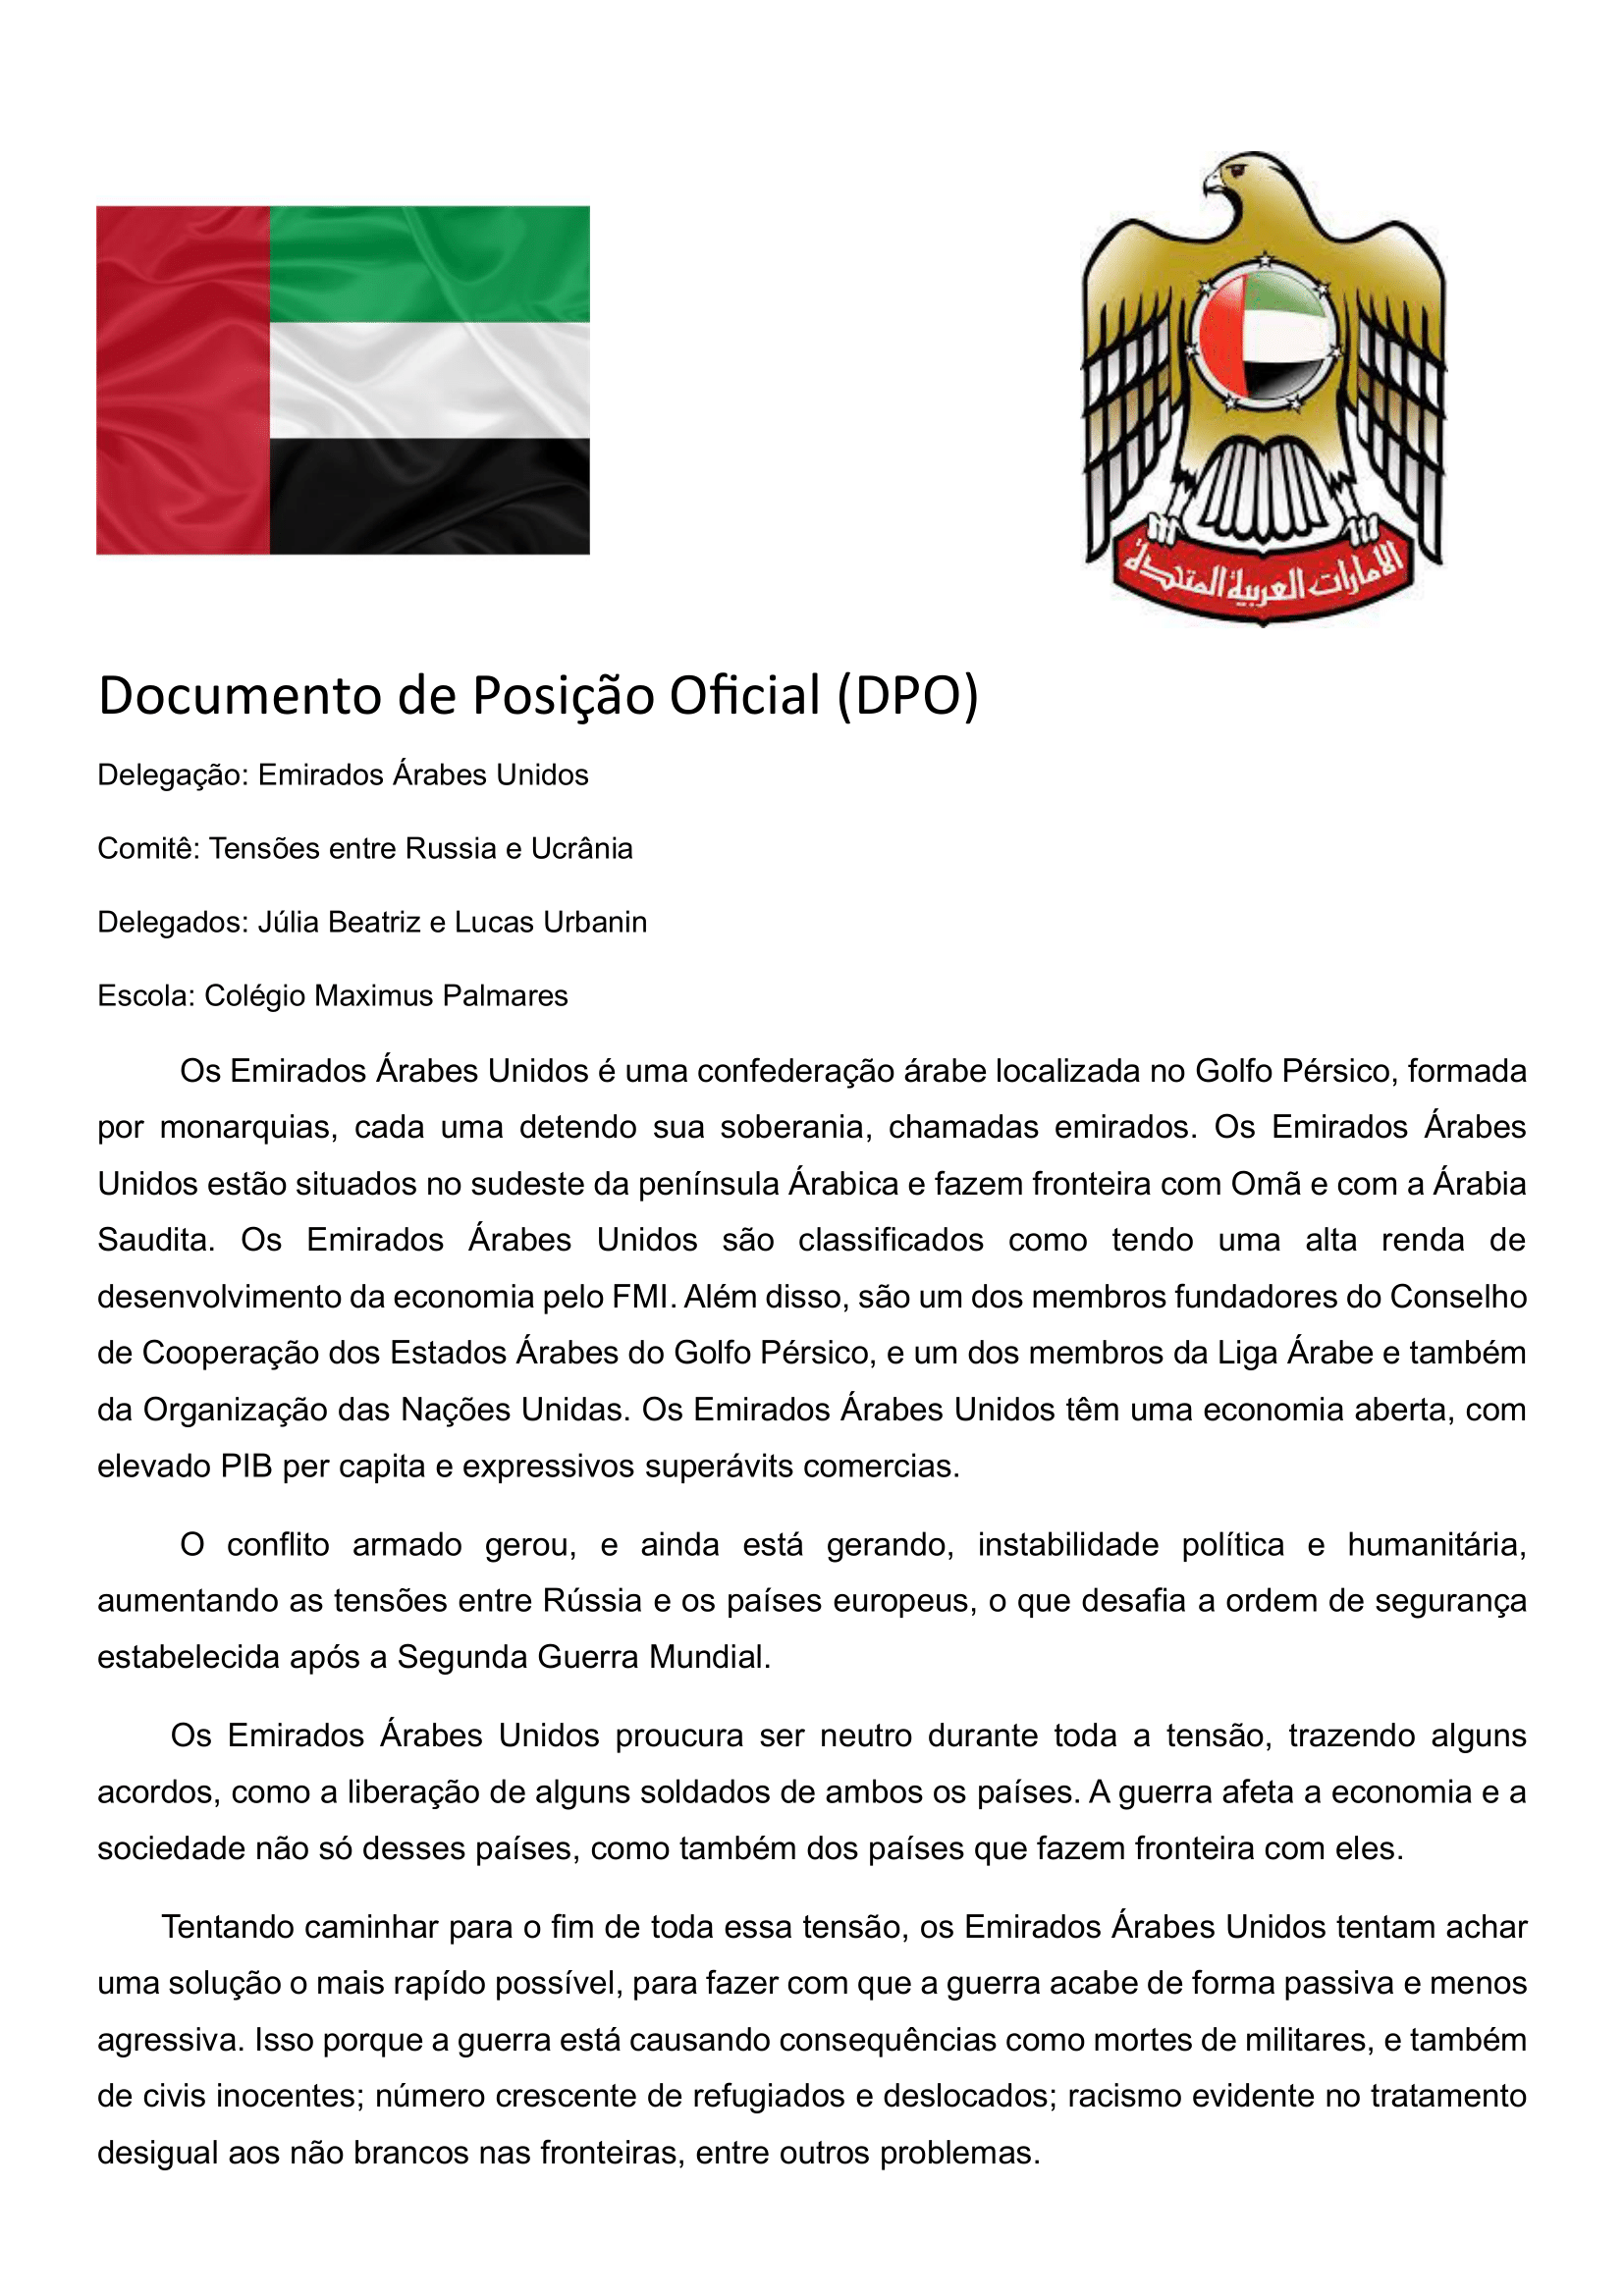 الامارات العربية المتحدة
Documento de Posição Oficial (DPO)
Delegação: Emirados Árabes Unidos
Comitê: Tensões entre Russia e Ucrânia
Delegados: Júlia Beatriz e Lucas Urbanin
Escola: Colégio Maximus Palmares
Os Emirados Árabes Unidos é uma confederação árabe localizada no Golfo Pérsico, formada
por monarquias, cada uma detendo sua soberania, chamadas emirados. Os Emirados Árabes
Unidos estão situados no sudeste da península Árabica e fazem fronteira com Omã e com a Árabia
Saudita. Os Emirados Árabes Unidos são classificados como tendo uma alta renda de
desenvolvimento da economia pelo FMI. Além disso, são um dos membros fundadores do Conselho
de Cooperação dos Estados Árabes do Golfo Pérsico, e um dos membros da Liga Árabe e também
da Organização das Nações Unidas. Os Emirados Árabes Unidos têm uma economia aberta, com
elevado PIB per capita e expressivos superávits comercias.
O conflito armado gerou, e ainda está gerando, instabilidade política e humanitária,
aumentando as tensões entre Rússia e os países europeus, o que desafia a ordem de segurança
estabelecida após a Segunda Guerra Mundial.
Os Emirados Árabes Unidos proucura ser neutro durante toda a tensão, trazendo alguns
acordos, como a liberação de alguns soldados de ambos os países. A guerra afeta a economia e a
sociedade não só desses países, como também dos países que fazem fronteira com eles.
Tentando caminhar para o fim de toda essa tensão, os Emirados Árabes Unidos tentam achar
uma solução o mais rapído possível, para fazer com que a guerra acabe de forma passiva e menos
agressiva. Isso porque a guerra está causando consequências como mortes de militares, e também
de civis inocentes; número crescente de refugiados e deslocados; racismo evidente no tratamento
desigual aos não brancos nas fronteiras, entre outros problemas.